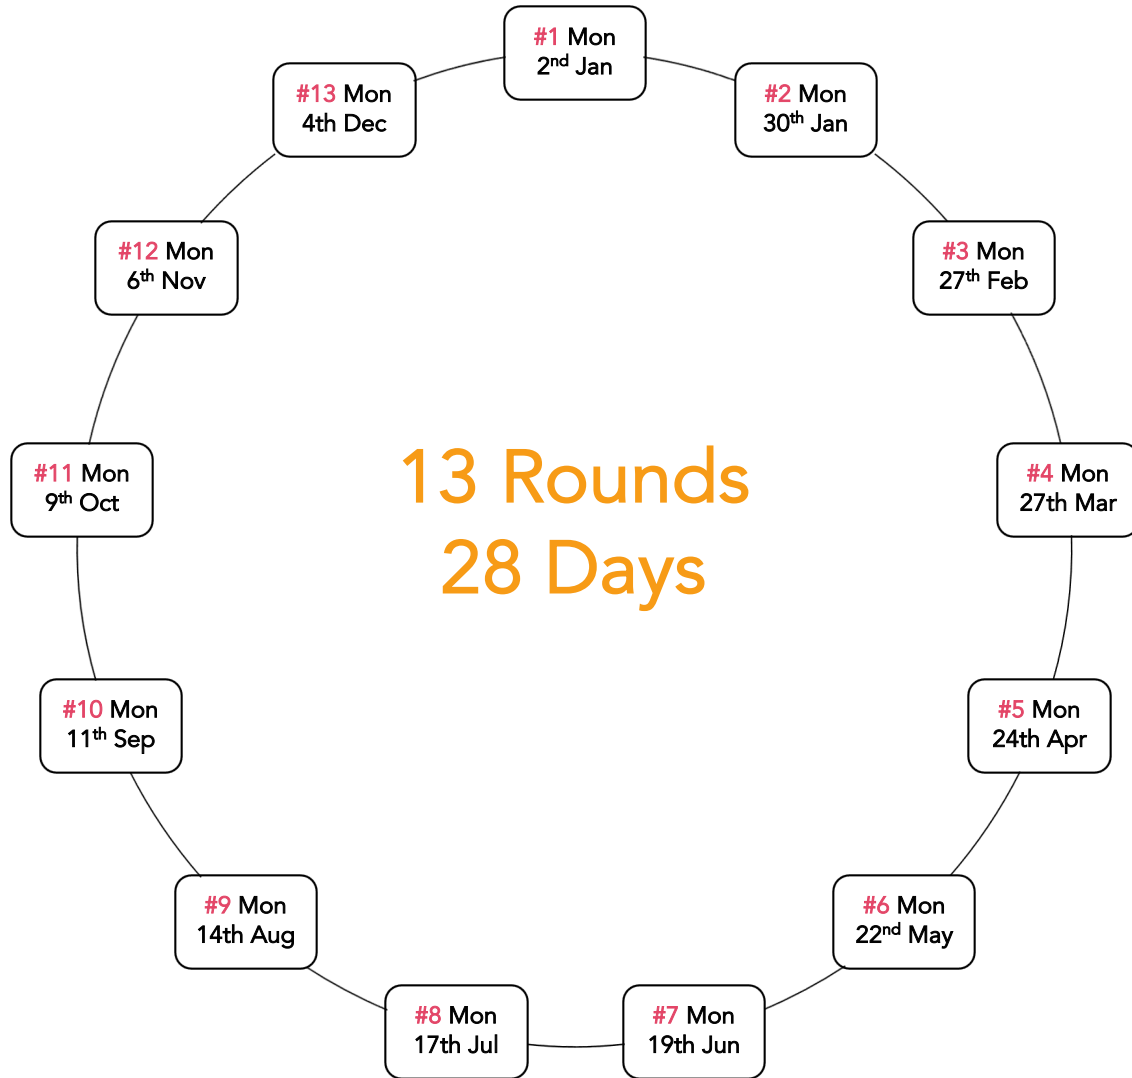 #1 Mon
2nd Jan
#2 Mon
30th Jan
#3 Mon
27th Feb
#4 Mon
27th Mar
#5 Mon
24th Apr
#6 Mon
22nd May
#7 Mon
19th Jun
#8 Mon
17th Jul
#9 Mon
14th Aug
#10 Mon
11th Sep
#11 Mon
9th Oct
#12 Mon
6th Nov
#13 Mon
4th Dec
13 Rounds
28 Days